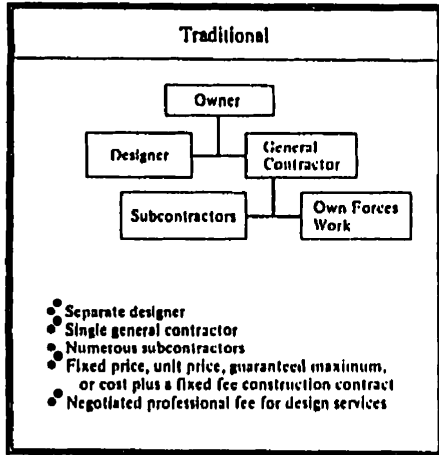 Traditional
Owner
Designer
General
Contractor
Subcontractors
Own Forces
Work
Separate designer
Single general contractor
Numerous subcontractors
Fixed price, unit price, guaranteed maximum,
or cost plus a fixed fee construction contract
Negotiated professional fee for design services